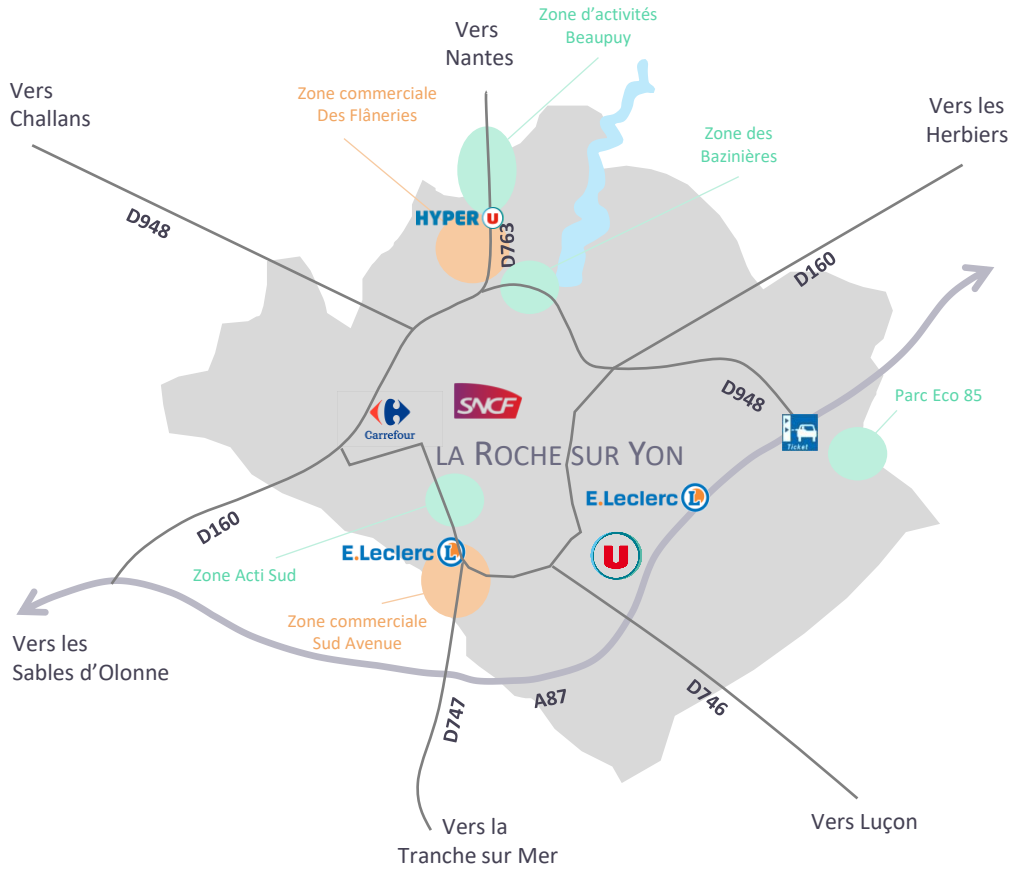 Zone d'activités
Beaupuy
Vers
Nantes
Vers
Challans
Zone commerciale
Des Flâneries
Vers les
Herbiers
Zone des
Bazinières
HYPER U
D763
D948
D160
D948
Parc Eco 85
Carrefour
SNCF
Ticket
LA ROCHE SUR YON
E.Leclerc L
D160
E.Leclerc L
U
Zone Acti Sud
Zone commerciale
Sud Avenue
Vers les
Sables d'Olonne
A87
D746
D747
Vers Luçon
Vers la
Tranche sur Mer